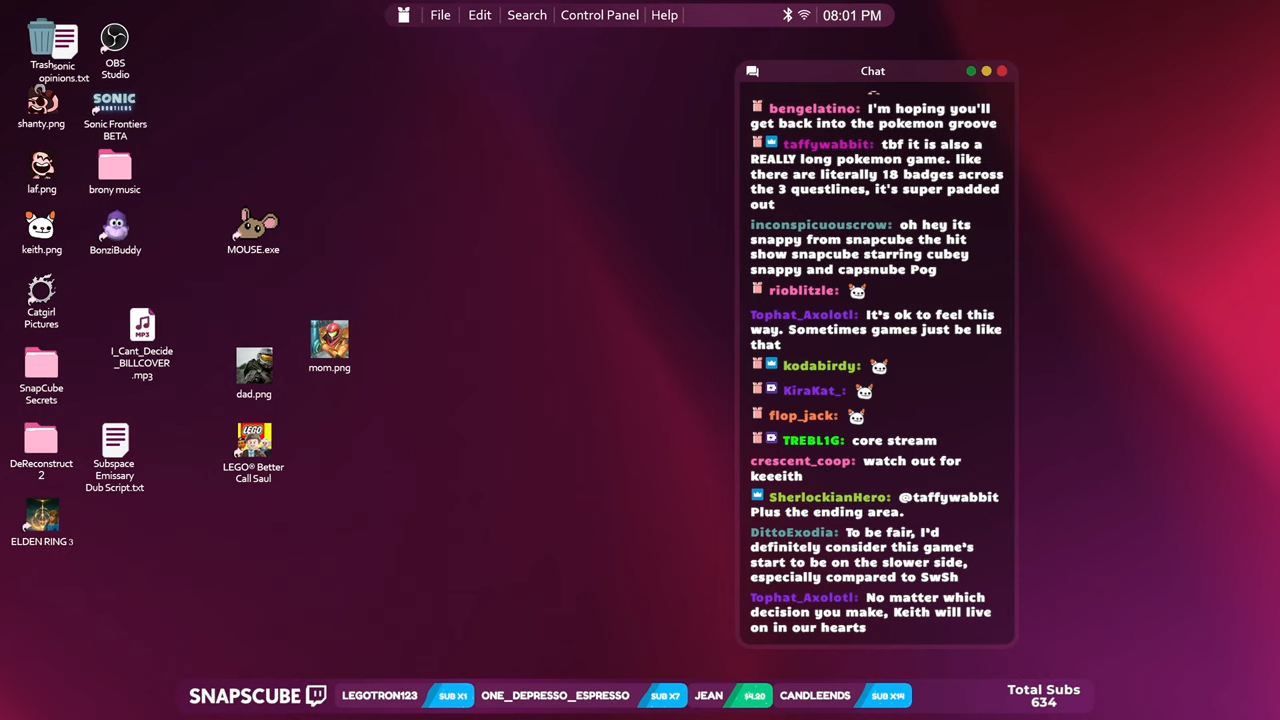 File Edit Search Control Panel Help 08:01 PM
Trash
sonic opinions.txt
OBS Studio
shanty.png
SONIC FRONTIERS
Sonic Frontiers BETA
laf.png
brony music
keith.png
BonziBuddy
MOUSE.exe
Catgirl Pictures
MP3
I_Cant_Decide
_BILLCOVER
.mp3
mom.png
dad.png
SnapCube
Secrets
DeReconstruct
2
Subspace
Emissary
Dub Script.txt
LEGO
LEGO® Better
Call Saul
ELDEN RING 3
Chat
bengelatino: I'm hoping you'll
get back into the pokemon groove
taffywabbit: tbf it is also a
REALLY long pokemon game. like
there are literally 18 badges across
the 3 questlines, it's super padded
out
inconspicuouscrow: oh hey its
snappy from snapcube the hit
show snapcube starring cubey
snappy and capsnube Pog
rioblitzle:
Tophat_Axolotl: It's ok to feel this
way. Sometimes games just be like
that
kodabirdy:
KiraKat_:
flop_jack:
TREBL1G: core stream
crescent_coop: watch out for
keeeith
SherlockianHero: @taffywabbit
Plus the ending area.
DittoExodia: To be fair, I'd
definitely consider this game's
start to be on the slower side,
especially compared to SwSh
Tophat_Axolotl: No matter which
decision you make, Keith will live
on in our hearts
SNAPSCUBE LEGOTRON123 SUB X1 ONE_DEPRESSO_ESPRESSO SUB X7 JEAN $4.20 CANDLEENDS SUB X14
Total Subs
634